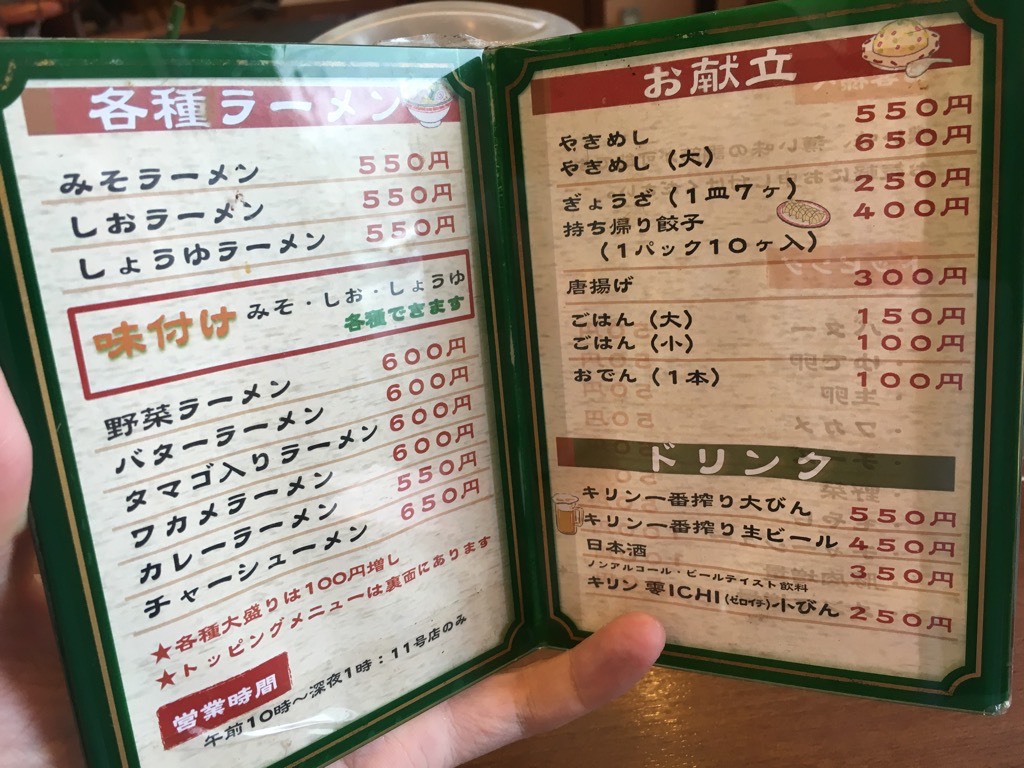 各種ラーメン
みそラーメン 550円
しおラーメン 550円
しょうゆラーメン 550円
味付け みそ・しお・しょうゆ
各種できます
野菜ラーメン 600円
バターラーメン 600円
タマゴ入りラーメン 600円
ワカメラーメン 600円
カレーラーメン 550円
チャーシューメン 650円
★各種大盛りは100円増し
★トッピングメニューは裏面にあります
営業時間
午前10時〜深夜1時：11号店のみ
お献立
やきめし 550円
やきめし（大） 650円
ぎょうざ（1皿7ヶ） 250円
持ち帰り餃子 400円
（1パック10ヶ入）
唐揚げ 300円
ごはん（大） 150円
ごはん（小） 100円
おでん（1本） 100円
ドリンク
キリン一番搾り大びん 550円
キリン一番搾り生ビール 450円
日本酒 350円
ノンアルコール・ビールテイスト飲料
キリン 零ICHI(ゼロイチ)小びん 250円